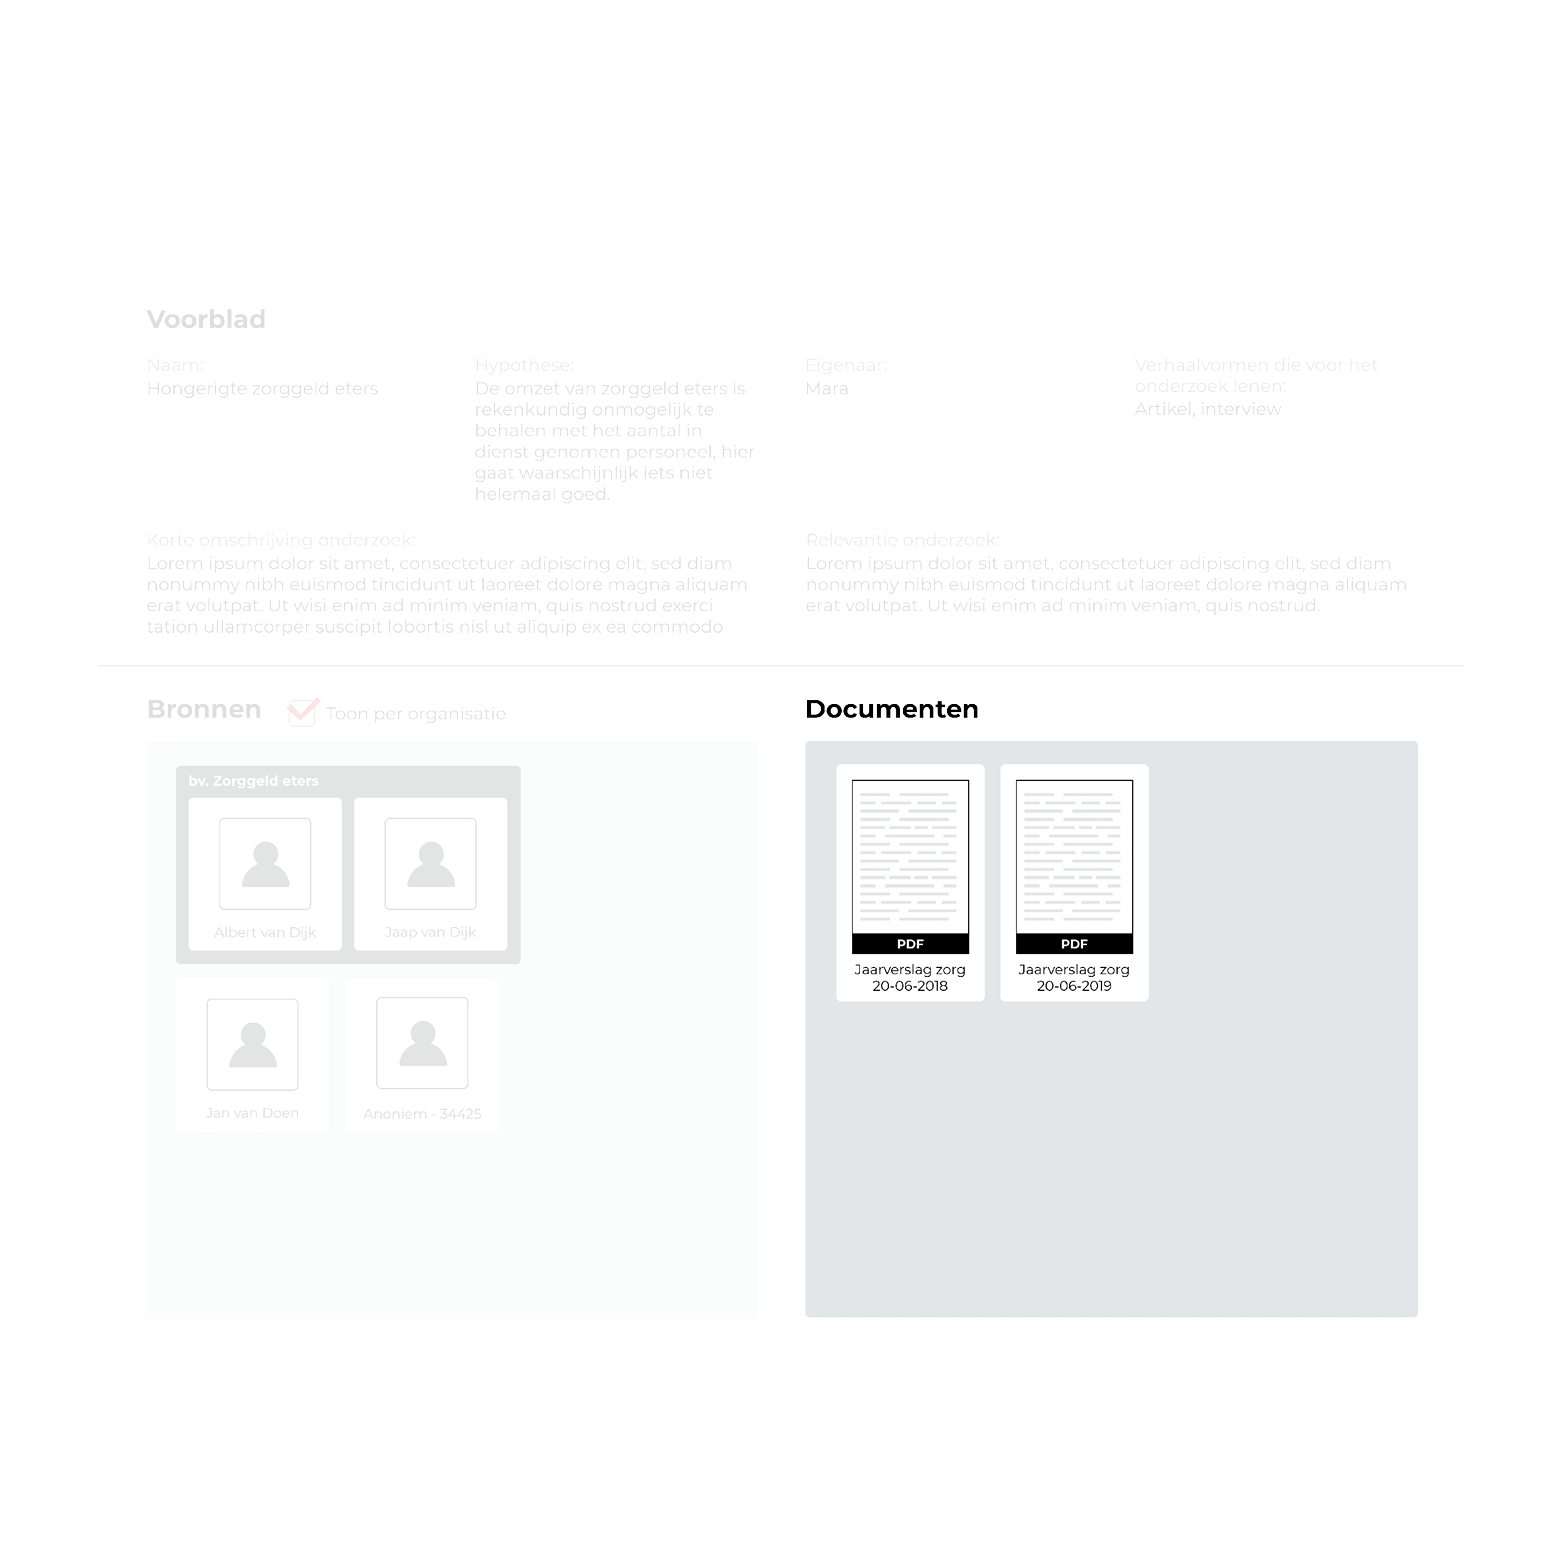 Voorblad
Naam:
Hongerigte zorggeld eters
Hypothese:
De omzet van zorggeld eters is
rekenkundig onmogelijk te
behalen met het aantal in
dienst genomen personeel, hier
gaat waarschijnlijk iets niet
helemaal goed.
Eigenaar:
Mara
Verhaalvormen die voor het
onderzoek lenen:
Artikel, interview
Korte omschrijving onderzoek:
Lorem ipsum dolor sit amet, consectetuer adipiscing elit, sed diam
nonummy nibh euismod tincidunt ut laoreet dolore magna aliquam
erat volutpat. Ut wisi enim ad minim veniam, quis nostrud exerci
tation ullamcorper suscipit lobortis nisl ut aliquip ex ea commodo
Relevantie onderzoek:
Lorem ipsum dolor sit amet, consectetuer adipiscing elit, sed diam
nonummy nibh euismod tincidunt ut laoreet dolore magna aliquam
erat volutpat. Ut wisi enim ad minim veniam, quis nostrud.
Bronnen
Toon per organisatie
bv. Zorggeld eters
Albert van Dijk
Jaap van Dijk
Jan van Doen
Anoniem - 34425
Documenten
PDF
Jaarverslag zorg
20-06-2018
PDF
Jaarverslag zorg
20-06-2019